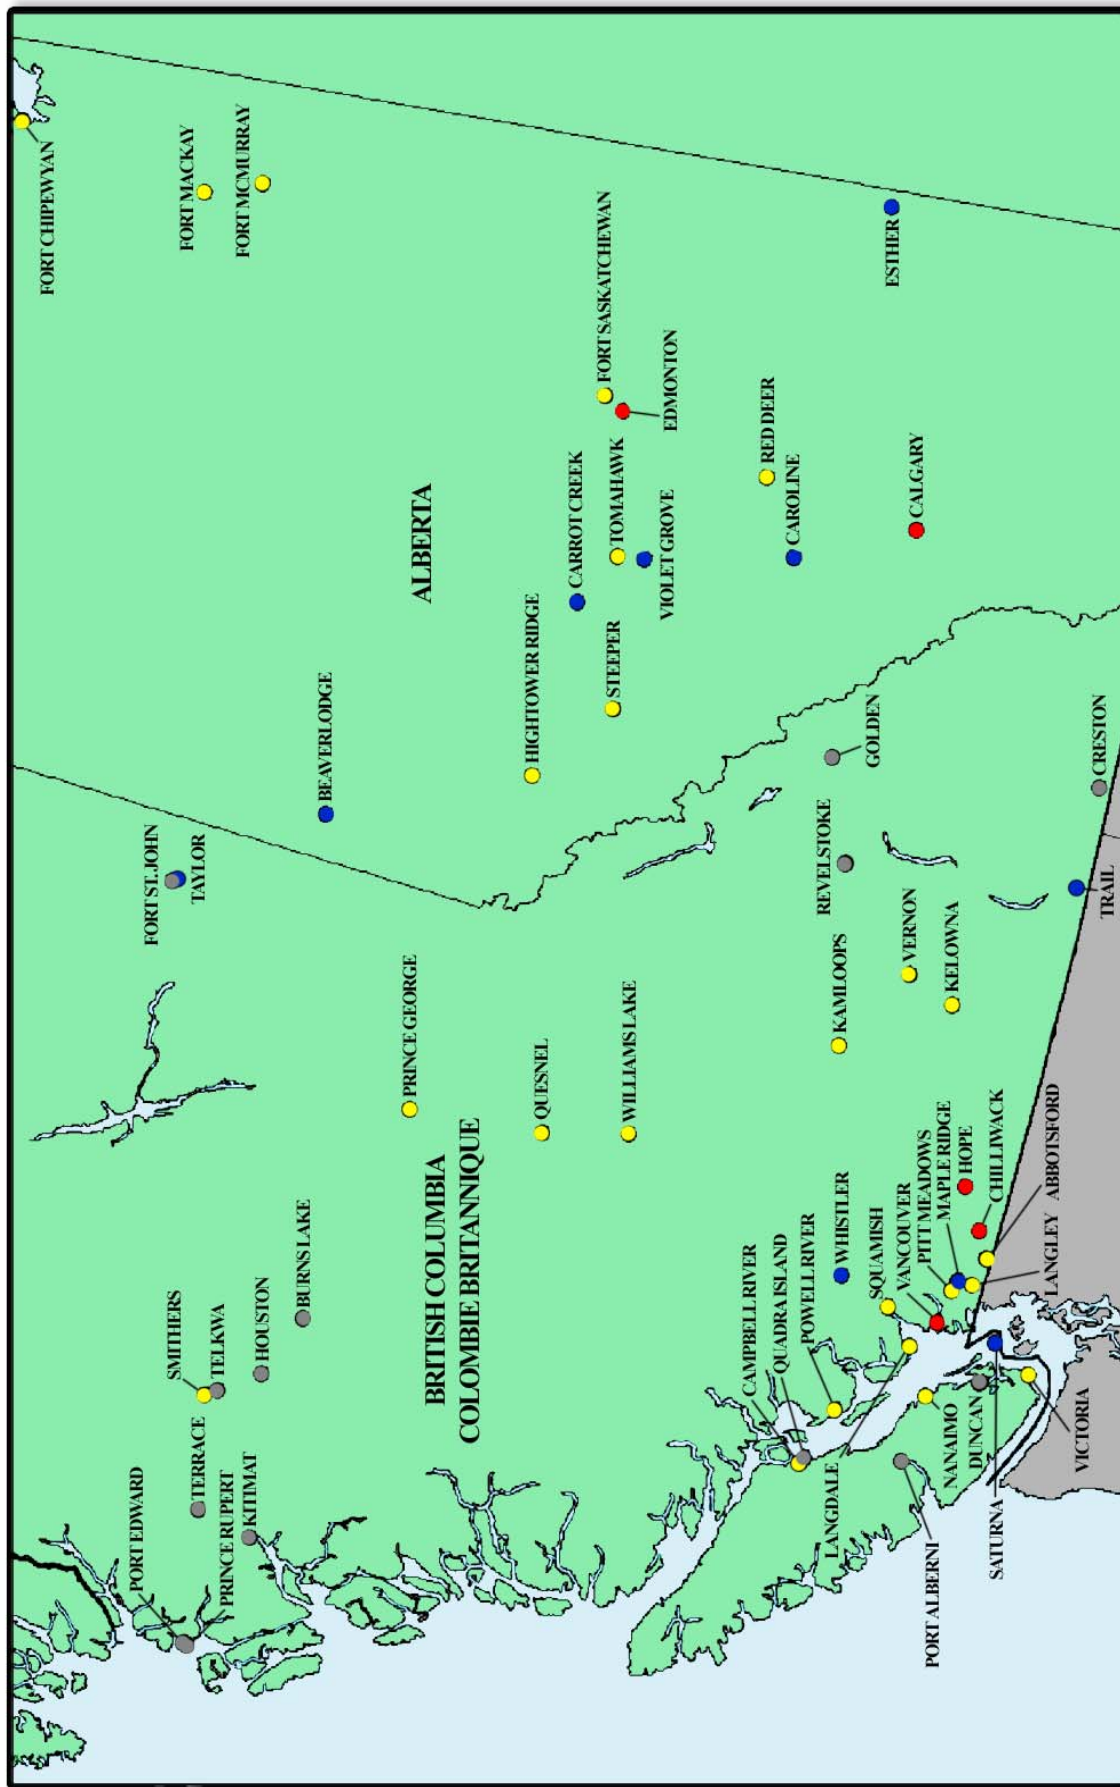 FORT CHIPEWYAN
FORT MACKAY
FORT MCMURRAY
FORT ST. JOHN
TAYLOR
BEAVERLODGE
ALBERTA
FORT SASKATCHEWAN
EDMONTON
CARROT CREEK
TOMAHAWK
VIOLET GROVE
HIGHTOWER RIDGE
STEEPER
RED DEER
CAROLINE
CALGARY
ESTHER
PORT EDWARD
PRINCE RUPERT
TERRACE
KITIMAT
SMITHERS
TELKWA
HOUSTON
BURNS LAKE
PRINCE GEORGE
BRITISH COLUMBIA
COLOMBIE BRITANNIQUE
QUESNEL
WILLIAMS LAKE
GOLDEN
REVELSTOKE
KAMLOOPS
VERNON
KELOWNA
CRESTON
TRAIL
CAMPBELL RIVER
QUADRA ISLAND
POWELL RIVER
WHISTLER
SQUAMISH
VANCOUVER
PITT MEADOWS
MAPLE RIDGE
HOPE
CHILLIWACK
ABBOTSFORD
LANGLEY
LANGDALE
PORT ALBERNI
NANAIMO
DUNCAN
SATURNA
VICTORIA